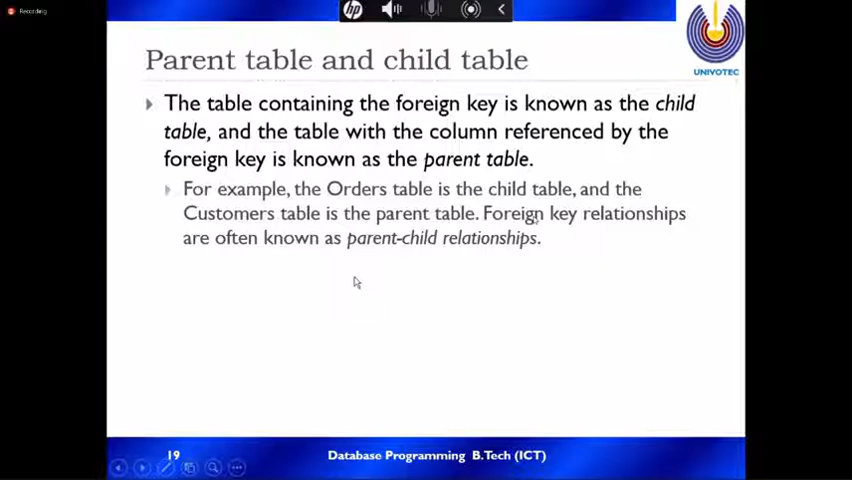 Recording
hp
UNIVOTEC
Parent table and child table
The table containing the foreign key is known as the child
table, and the table with the column referenced by the
foreign key is known as the parent table.
For example, the Orders table is the child table, and the
Customers table is the parent table. Foreign key relationships
are often known as parent-child relationships.
19
Database Programming B.Tech (ICT)